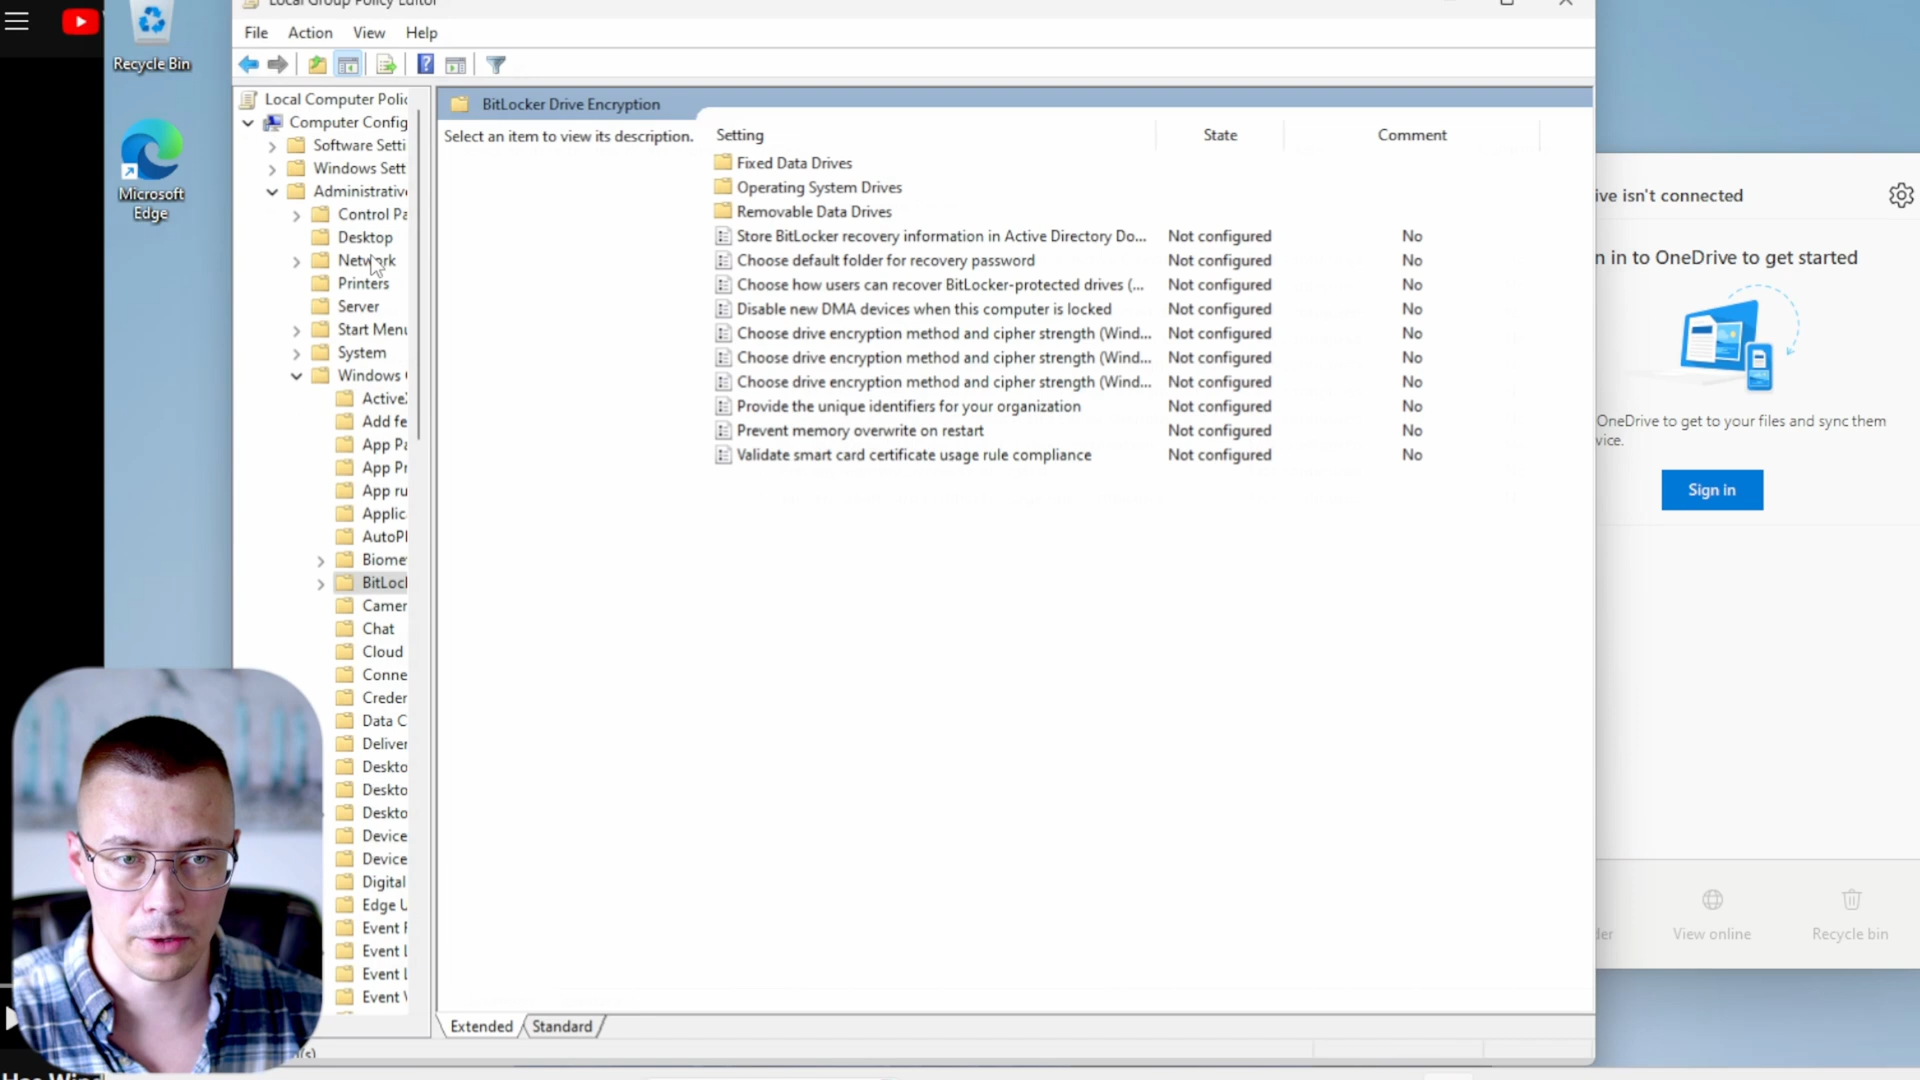 Local Group Policy Editor
Recycle Bin
File Action View Help
Microsoft
Edge
Local Computer Polic
Computer Config
Software Setti
Windows Sett
Administrative
Control Pa
Desktop
Network
Printers
Server
Start Menu
System
Windows
Active
Add fe
App Pa
App Pr
App ru
Applic
AutoPl
Biome
BitLocl
Camer
Chat
Cloud
Conne
Creder
Data C
Deliver
Deskto
Deskto
Deskto
Device
Device
Digital
Edge U
Event F
Event L
Event L
Event V
BitLocker Drive Encryption
Select an item to view its description.
Setting State Comment
Fixed Data Drives
Operating System Drives
Removable Data Drives
Store BitLocker recovery information in Active Directory Do... Not configured No
Choose default folder for recovery password Not configured No
Choose how users can recover BitLocker-protected drives (... Not configured No
Disable new DMA devices when this computer is locked Not configured No
Choose drive encryption method and cipher strength (Wind... Not configured No
Choose drive encryption method and cipher strength (Wind... Not configured No
Choose drive encryption method and cipher strength (Wind... Not configured No
Provide the unique identifiers for your organization Not configured No
Prevent memory overwrite on restart Not configured No
Validate smart card certificate usage rule compliance Not configured No
Extended Standard
ive isn't connected
n in to OneDrive to get started
OneDrive to get to your files and sync them
vice.
Sign in
der View online Recycle bin